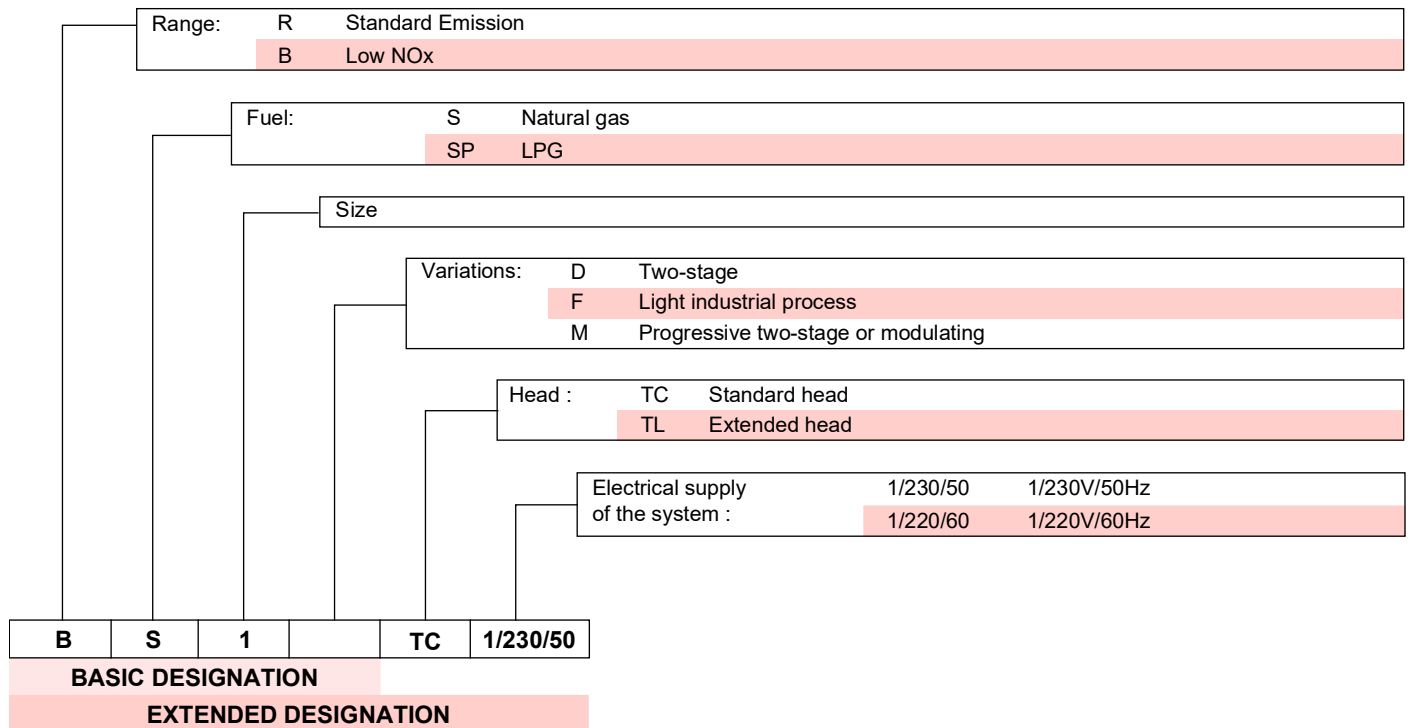 Range: R Standard Emission
B Low NOx
Fuel: S Natural gas
SP LPG
Size
Variations: D Two-stage
F Light industrial process
M Progressive two-stage or modulating
Head : TC Standard head
TL Extended head
Electrical supply 1/230/50 1/230V/50Hz
of the system : 1/220/60 1/220V/60Hz
B S 1 TC 1/230/50
BASIC DESIGNATION
EXTENDED DESIGNATION